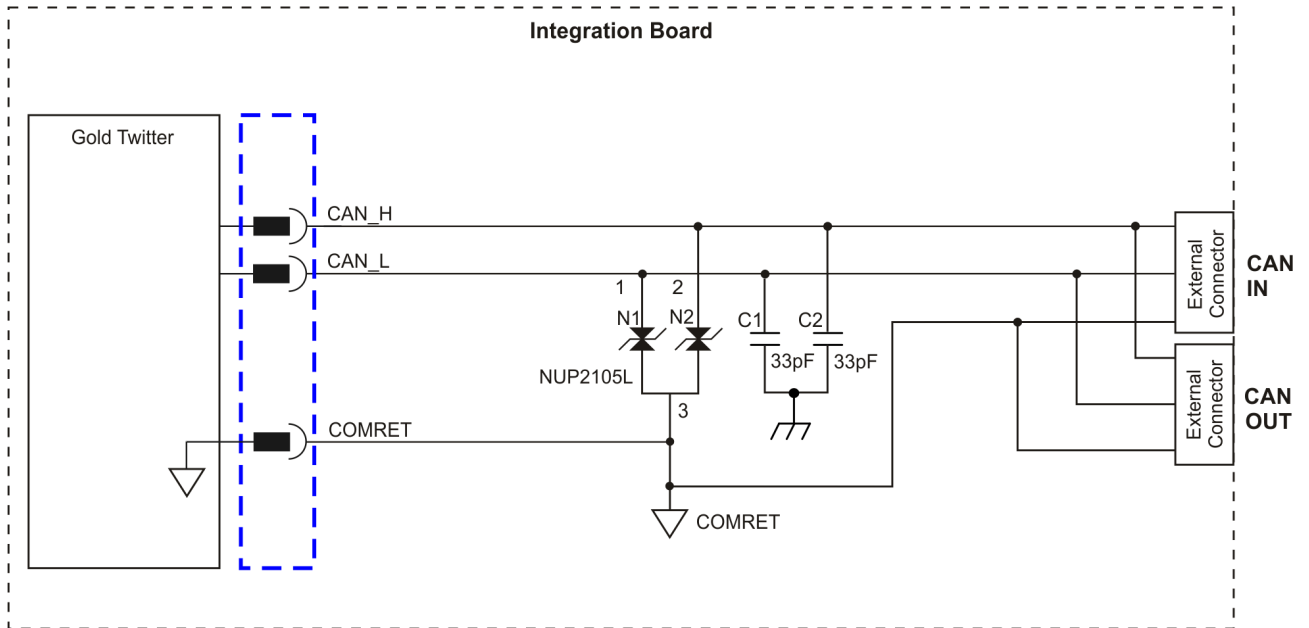 Integration Board
Gold Twitter
CAN_H
CAN_L
1 2
N1 N2 C1 C2
33pF 33pF
NUP2105L
3
COMRET
COMRET
External
Connector
CAN
IN
External
Connector
CAN
OUT